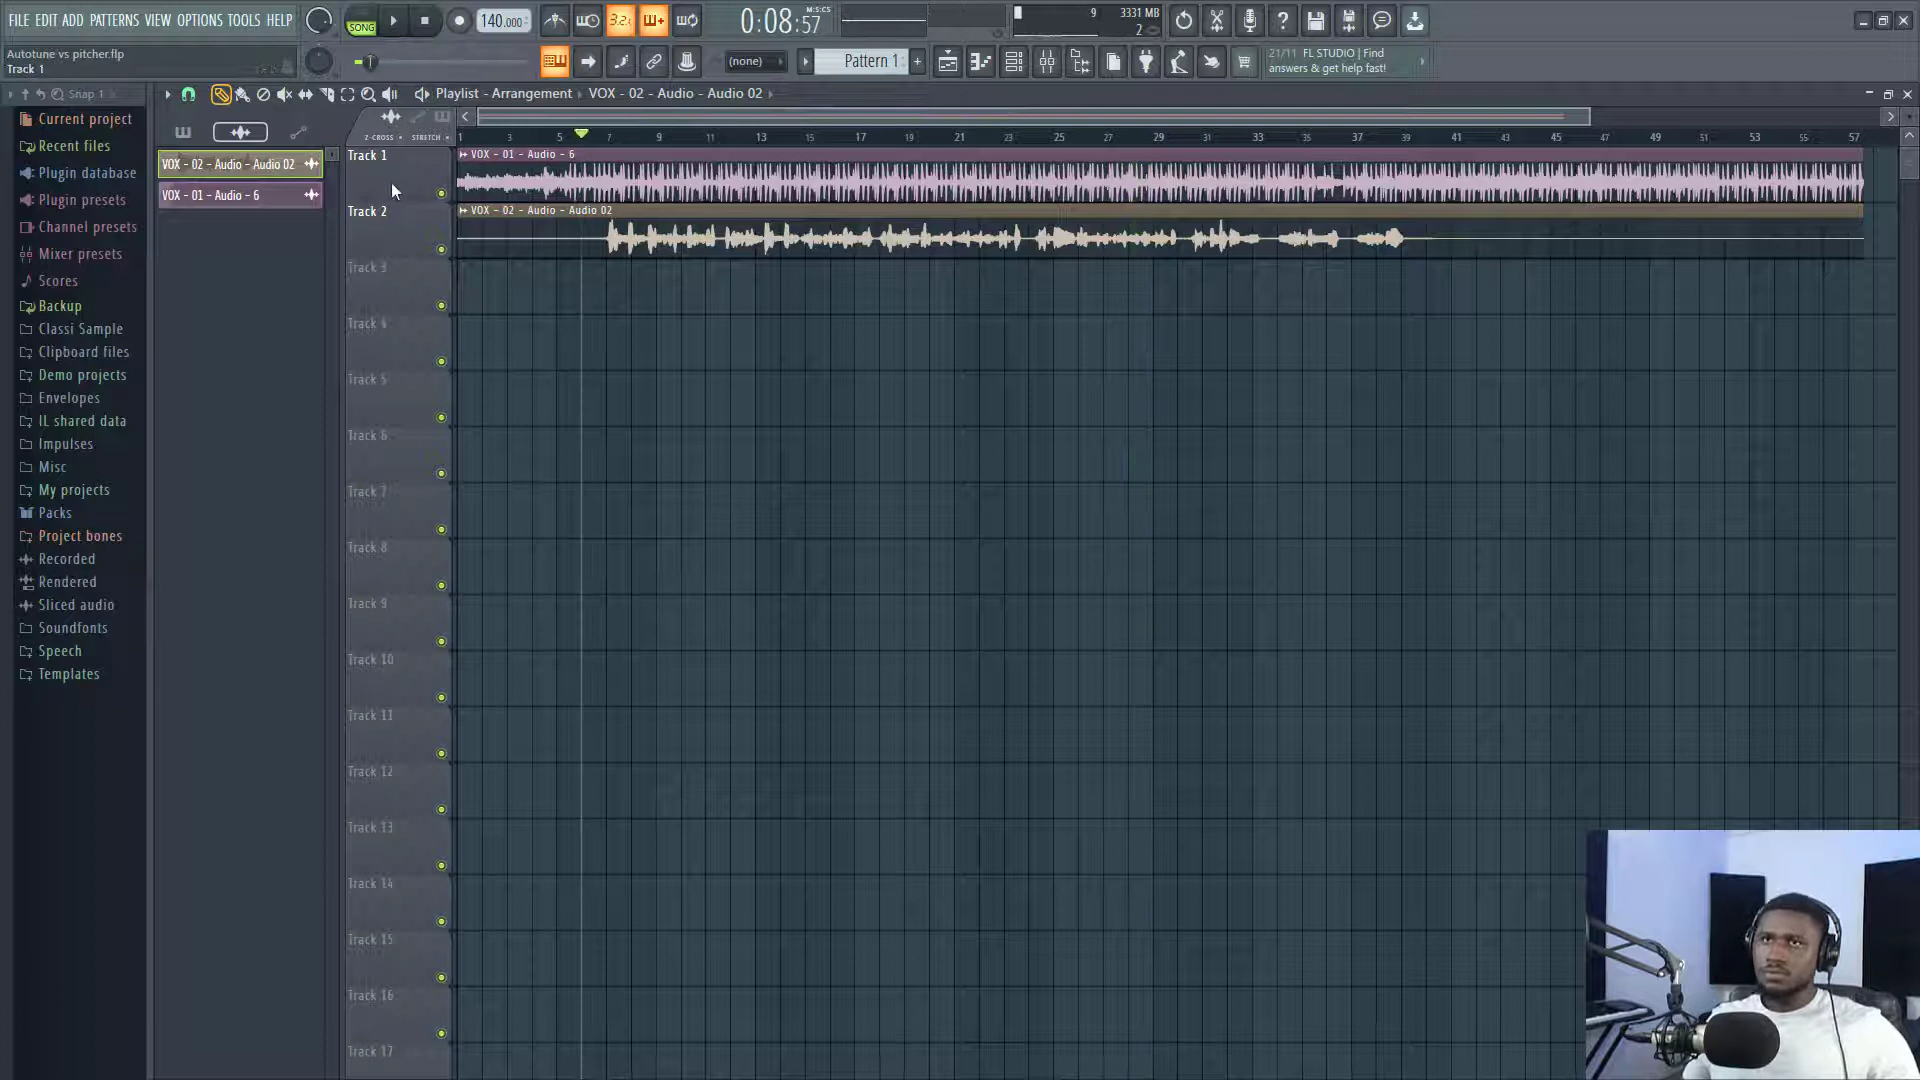 FILE EDIT ADD PATTERNS VIEW OPTIONS TOOLS HELP
SONG
140.000
3.2.
0:08:57
M:S:CS
9
3331 MB
2
Autotune vs pitcher.flp
Track 1
(none)
Pattern 1
+
21/11 FL STUDIO | Find
answers & get help fast!
Snap 1
Playlist - Arrangement
VOX - 02 - Audio - Audio 02
Current project
Recent files
Plugin database
Plugin presets
Channel presets
Mixer presets
Scores
Backup
Classi Sample
Clipboard files
Demo projects
Envelopes
IL shared data
Impulses
Misc
My projects
Packs
Project bones
Recorded
Rendered
Sliced audio
Soundfonts
Speech
Templates
VOX - 02 - Audio - Audio 02
VOX - 01 - Audio - 6
Z-CROSS
STRETCH
1 3 5 7 9 11 13 15 17 19 21 23 25 27 29 31 33 35 37 39 41 43 45 47 49 51 53 55 57
Track 1
VOX - 01 - Audio - 6
Track 2
VOX - 02 - Audio - Audio 02
Track 3
Track 4
Track 5
Track 6
Track 7
Track 8
Track 9
Track 10
Track 11
Track 12
Track 13
Track 14
Track 15
Track 16
Track 17